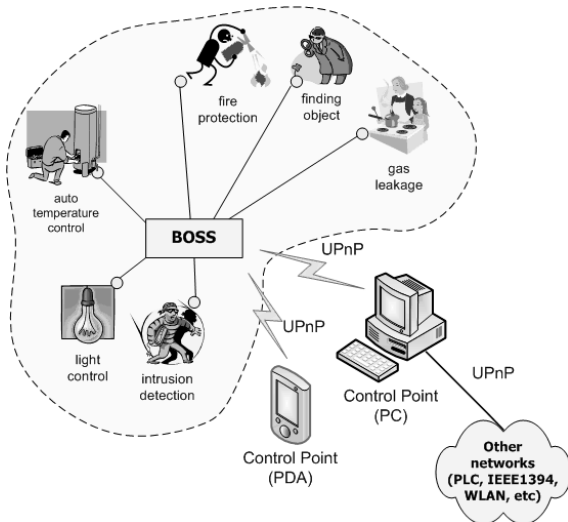 fire
protection
finding
object
gas
leakage
auto
temperature
control
BOSS
UPnP
light
control
intrusion
detection
UPnP
Control Point
(PDA)
Control Point
(PC)
UPnP
Other
networks
(PLC, IEEE1394,
WLAN, etc)